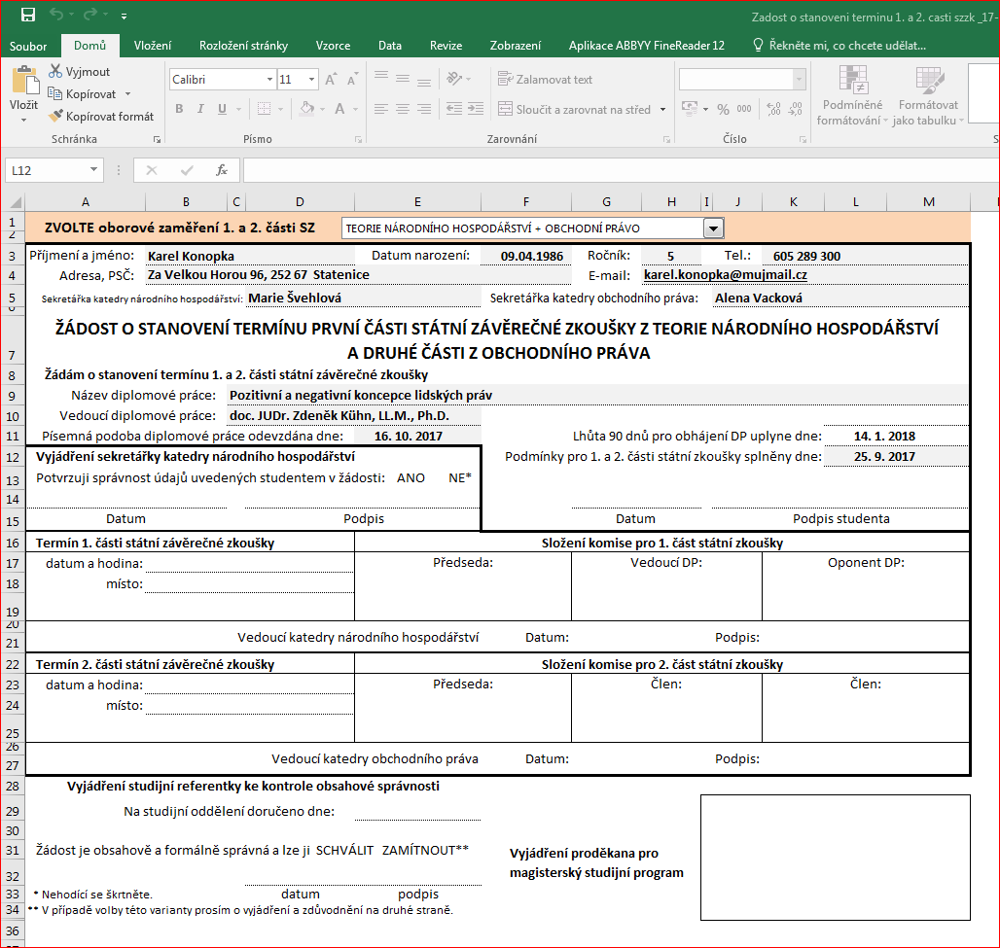 Zadost o stanoveni terminu 1. a 2. casti szzk _17-
Soubor Domů Vložení Rozložení stránky Vzorce Data Revize Zobrazení Aplikace ABBYY FineReader 12 Řekněte mi, co chcete udělat...
Vložit
Vyjmout
Kopírovat
Kopírovat formát
Schránka
Calibri 11
B I U
A
Písmo
Zalamovat text
Sloučit a zarovnat na střed
Zarovnání
% 000
Číslo
Podmíněné formátování
Formátovat jako tabulku
L12
fx
A B C D E F G H I J K L M
1 ZVOLTE oborové zaměření 1. a 2. části SZ TEORIE NÁRODNÍHO HOSPODÁŘSTVÍ + OBCHODNÍ PRÁVO
2
3 Příjmení a jméno: Karel Konopka Datum narození: 09.04.1986 Ročník: 5 Tel.: 605 289 300
4 Adresa, PSČ: Za Velkou Horou 96, 252 67 Statenice E-mail: karel.konopka@mujmail.cz
5 Sekretářka katedry národního hospodářství: Marie Švehlová Sekretářka katedry obchodního práva: Alena Vacková
ŽÁDOST O STANOVENÍ TERMÍNU PRVNÍ ČÁSTI STÁTNÍ ZÁVĚREČNÉ ZKOUŠKY Z TEORIE NÁRODNÍHO HOSPODÁŘSTVÍ
7 A DRUHÉ ČÁSTI Z OBCHODNÍHO PRÁVA
8 Žádám o stanovení termínu 1. a 2. části státní závěrečné zkoušky
9 Název diplomové práce: Pozitivní a negativní koncepce lidských práv
10 Vedoucí diplomové práce: doc. JUDr. Zdeněk Kühn, LL.M., Ph.D.
11 Písemná podoba diplomové práce odevzdána dne: 16. 10. 2017 Lhůta 90 dnů pro obhájení DP uplyne dne: 14. 1. 2018
12 Vyjádření sekretářky katedry národního hospodářství Podmínky pro 1. a 2. části státní zkoušky splněny dne: 25. 9. 2017
13 Potvrzuji správnost údajů uvedených studentem v žádosti: ANO NE*
14
15 Datum Podpis Datum Podpis studenta
16 Termín 1. části státní závěrečné zkoušky Složení komise pro 1. část státní zkoušky
17 datum a hodina: Předseda: Vedoucí DP: Oponent DP:
18 místo:
19
20
21 Vedoucí katedry národního hospodářství Datum: Podpis:
22 Termín 2. části státní závěrečné zkoušky Složení komise pro 2. část státní zkoušky
23 datum a hodina: Předseda: Člen: Člen:
24 místo:
25
26
27 Vedoucí katedry obchodního práva Datum: Podpis:
28 Vyjádření studijní referentky ke kontrole obsahové správnosti
29 Na studijní oddělení doručeno dne:
30
31 Žádost je obsahově a formálně správná a lze ji SCHVÁLIT ZAMÍTNOUT**
Vyjádření proděkana pro
32 magisterský studijní program
33 * Nehodící se škrtněte. datum podpis
34 ** V případě volby této varianty prosím o vyjádření a zdůvodnění na druhé straně.
36